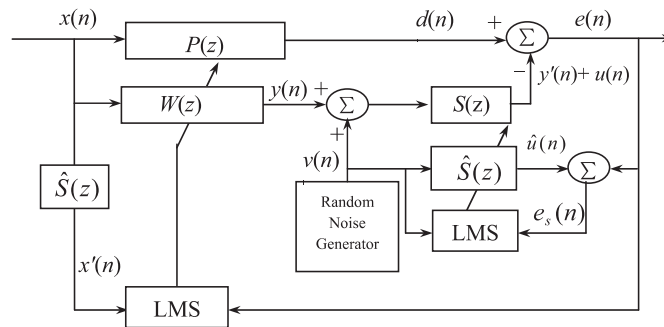 x(n)
P(z)
d(n)
+
Σ
e(n)
−
y′(n)+ u(n)
W(z)
y(n) +
Σ
S(z)
+
v(n)
Ŝ(z)
û(n)
Σ
Ŝ(z)
Random
Noise
Generator
LMS
e_s(n)
x′(n)
LMS